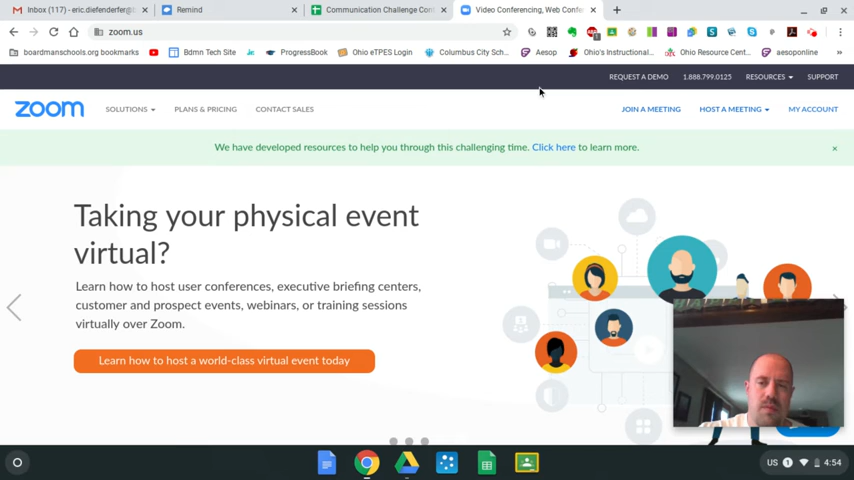 Inbox (117) - eric.diefenderfer@b
Remind
Communication Challenge Con
Video Conferencing, Web Confe
zoom.us
boardmanschools.org bookmarks
Bdmn Tech Site
ProgressBook
Ohio eTPES Login
Columbus City Sch...
Aesop
Ohio's Instructional...
Ohio Resource Cent...
aesoponline
REQUEST A DEMO
1.888.799.0125
RESOURCES
SUPPORT
zoom
SOLUTIONS
PLANS & PRICING
CONTACT SALES
JOIN A MEETING
HOST A MEETING
MY ACCOUNT
We have developed resources to help you through this challenging time. Click here to learn more.
Taking your physical event
virtual?
Learn how to host user conferences, executive briefing centers,
customer and prospect events, webinars, or training sessions
virtually over Zoom.
Learn how to host a world-class virtual event today
US 1 4:54